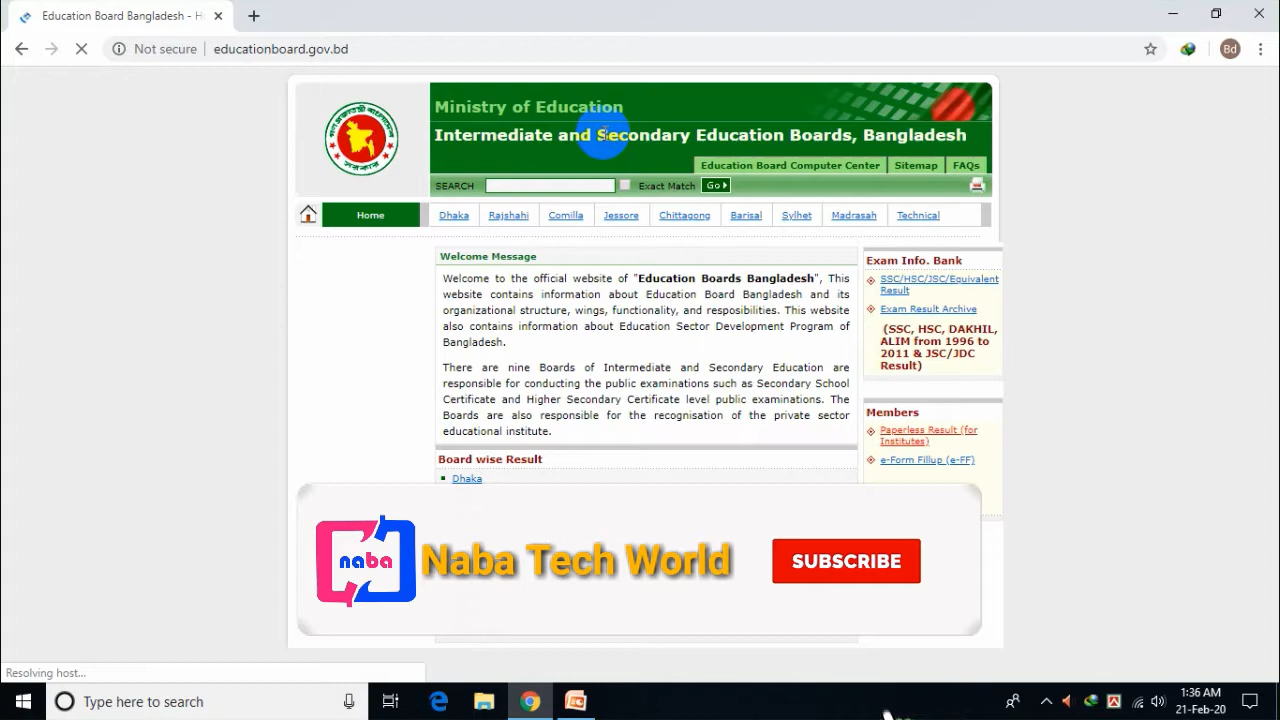 Education Board Bangladesh - H
Not secure
educationboard.gov.bd
Bd
Ministry of Education
Intermediate and Secondary Education Boards, Bangladesh
Education Board Computer Center
Sitemap
FAQs
SEARCH
Exact Match
Go
Home
Dhaka
Rajshahi
Comilla
Jessore
Chittagong
Barisal
Sylhet
Madrasah
Technical
Welcome Message
Welcome to the official website of "Education Boards Bangladesh", This
website contains information about Education Board Bangladesh and its
organizational structure, wings, functionality, and resposibilities. This website
also contains information about Education Sector Development Program of
Bangladesh.
There are nine Boards of Intermediate and Secondary Education are
responsible for conducting the public examinations such as Secondary School
Certificate and Higher Secondary Certificate level public examinations. The
Boards are also responsible for the recognisation of the private sector
educational institute.
Board wise Result
Dhaka
Exam Info. Bank
SSC/HSC/JSC/Equivalent
Result
Exam Result Archive
(SSC, HSC, DAKHIL,
ALIM from 1996 to
2011 & JSC/JDC
Result)
Members
Paperless Result (for
Institutes)
e-Form Fillup (e-FF)
naba
Naba Tech World
SUBSCRIBE
Resolving host...
Type here to search
1:36 AM
21-Feb-20